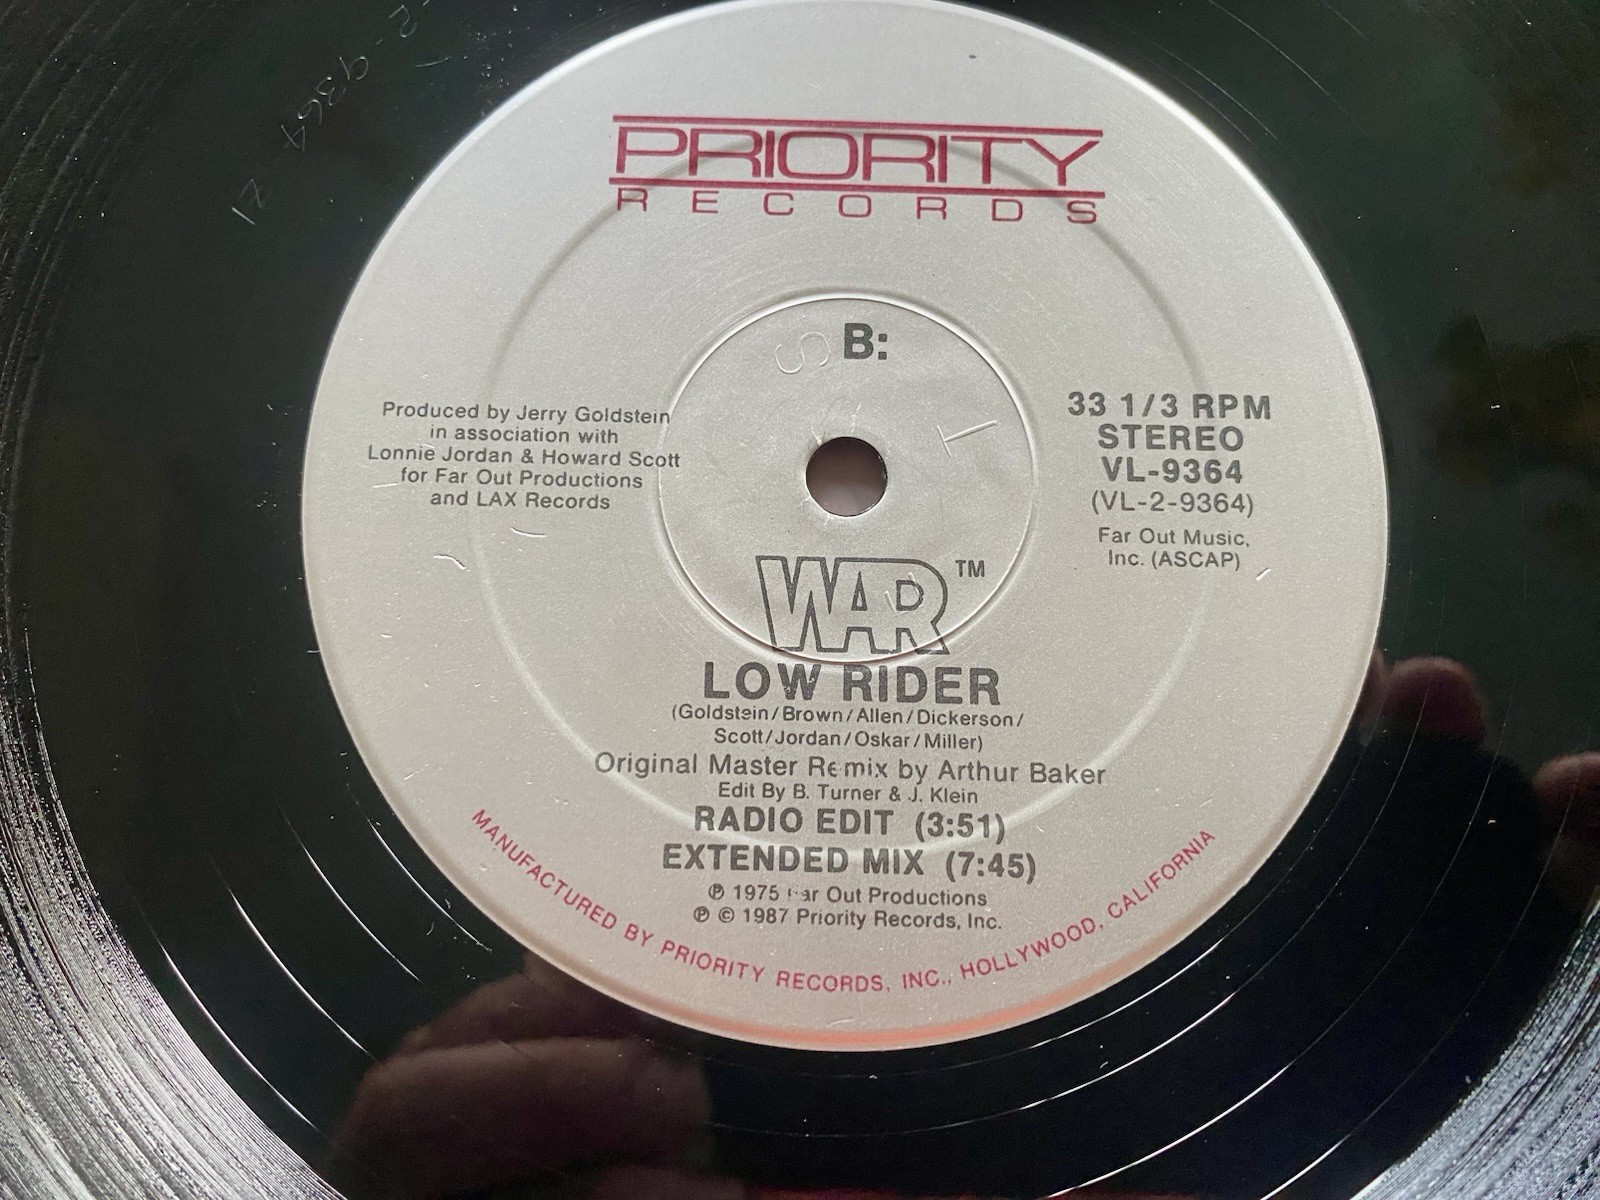 PRIORITY
RECORDS
B:
Produced by Jerry Goldstein
in association with
Lonnie Jordan & Howard Scott
for Far Out Productions
and LAX Records
33 1/3 RPM
STEREO
VL-9364
(VL-2-9364)
Far Out Music,
Inc. (ASCAP)
WAR TM
LOW RIDER
(Goldstein/Brown/Allen/Dickerson/
Scott/Jordan/Oskar/Miller)
Original Master Remix by Arthur Baker
Edit By B. Turner & J. Klein
RADIO EDIT (3:51)
EXTENDED MIX (7:45)
℗ 1975 Far Out Productions
℗ © 1987 Priority Records, Inc.
MANUFACTURED BY PRIORITY RECORDS, INC., HOLLYWOOD, CALIFORNIA